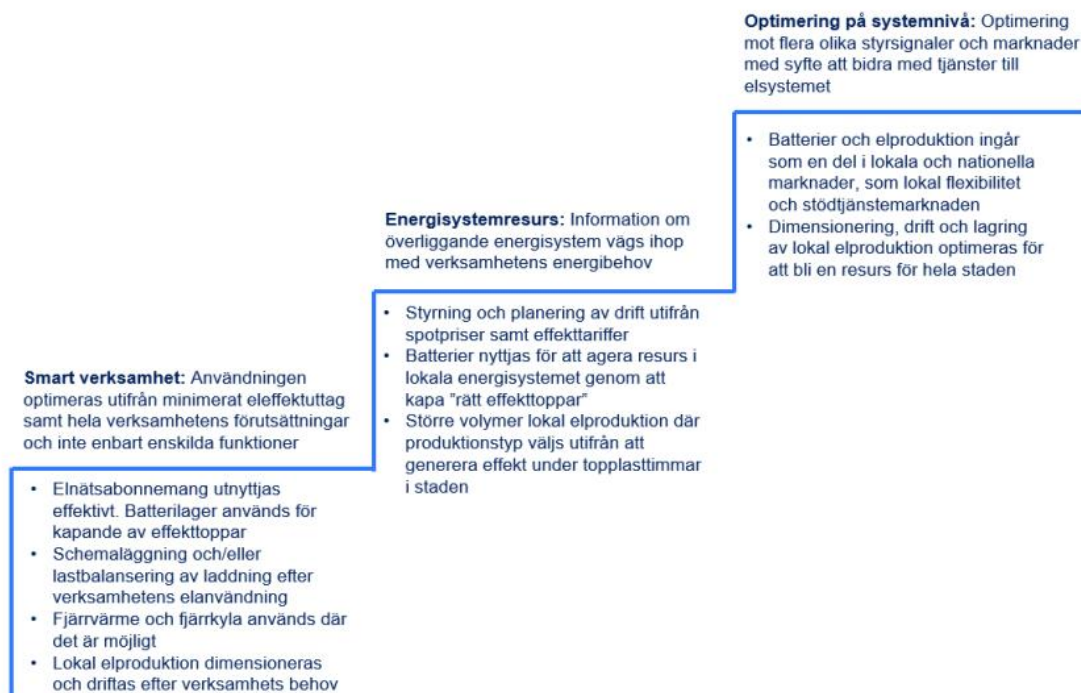 Smart verksamhet: Användningen
optimeras utifrån minimerat eleffektuttag
samt hela verksamhetens förutsättningar
och inte enbart enskilda funktioner
• Elnätsabonnemang utnyttjas
effektivt. Batterilager används för
kapande av effekttoppar
• Schemaläggning och/eller
lastbalansering av laddning efter
verksamhetens elanvändning
• Fjärrvärme och fjärrkyla används där
det är möjligt
• Lokal elproduktion dimensioneras
och driftas efter verksamhets behov
Energisystemresurs: Information om
överliggande energisystem vägs ihop
med verksamhetens energibehov
• Styrning och planering av drift utifrån
spotpriser samt effekttariffer
• Batterier nyttjas för att agera resurs i
lokala energisystemet genom att
kapa ”rätt effekttoppar”
• Större volymer lokal elproduktion där
produktionstyp väljs utifrån att
generera effekt under topplasttimmar
i staden
Optimering på systemnivå: Optimering
mot flera olika styrsignaler och marknader
med syfte att bidra med tjänster till
elsystemet
• Batterier och elproduktion ingår
som en del i lokala och nationella
marknader, som lokal flexibilitet
och stödtjänstemarknaden
• Dimensionering, drift och lagring
av lokal elproduktion optimeras för
att bli en resurs för hela staden